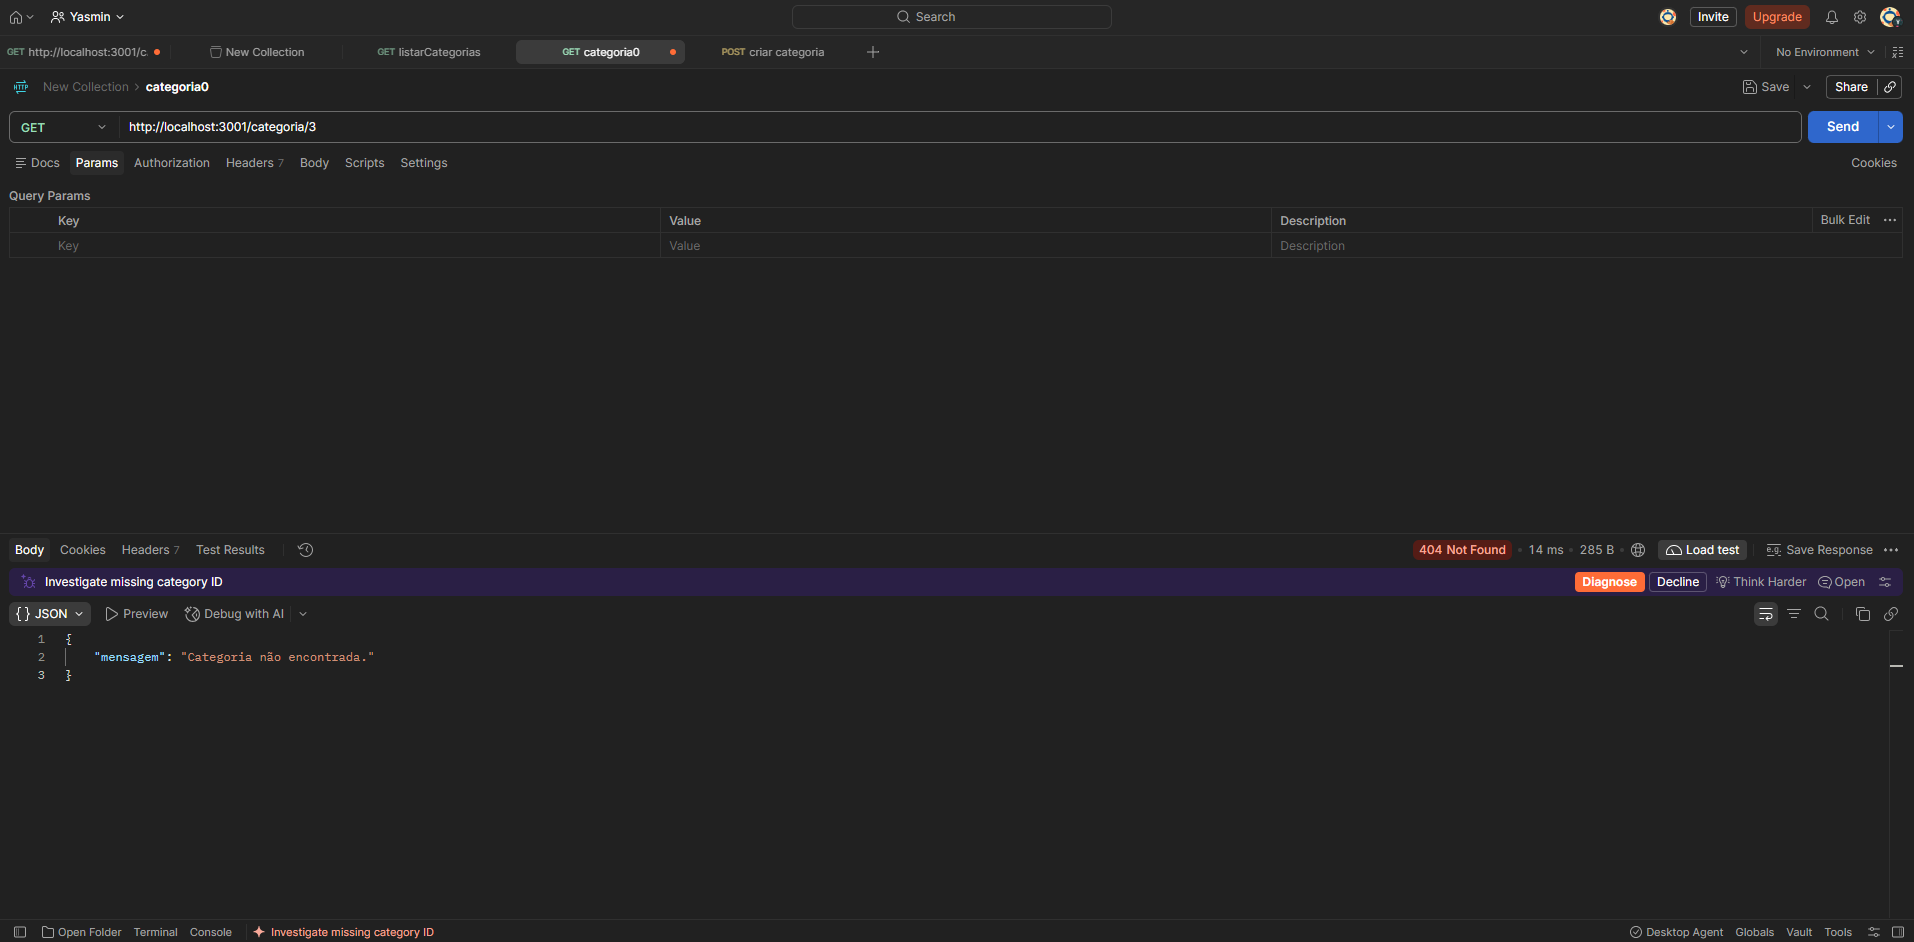 Yasmin
Search
Invite
Upgrade
GET http://localhost:3001/c.
New Collection
GET listarCategorias
GET categoria0
POST criar categoria
No Environment
HTTP New Collection > categoria0
Save
Share
GET
http://localhost:3001/categoria/3
Send
Docs Params Authorization Headers 7 Body Scripts Settings
Cookies
Query Params
Key Value Description Bulk Edit
Key Value Description
Body Cookies Headers 7 Test Results
404 Not Found • 14 ms • 285 B
Load test
e.g. Save Response
Investigate missing category ID
Diagnose Decline Think Harder Open
{} JSON Preview Debug with AI
1 {
2 "mensagem": "Categoria não encontrada."
3 }
Open Folder Terminal Console Investigate missing category ID
Desktop Agent Globals Vault Tools